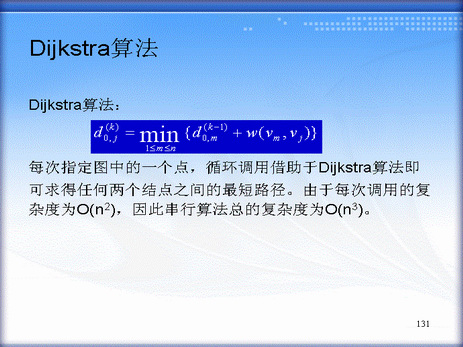 Dijkstra算法
Dijkstra算法：
d_{0,j}^{(k)} = min_{1≤m≤n} {d_{0,m}^{(k−1)} + w(v_m, v_j)}
每次指定图中的一个点，循环调用借助于Dijkstra算法即
可求得任何两个结点之间的最短路径。由于每次调用的复
杂度为O(n²)，因此串行算法总的复杂度为O(n³)。
131